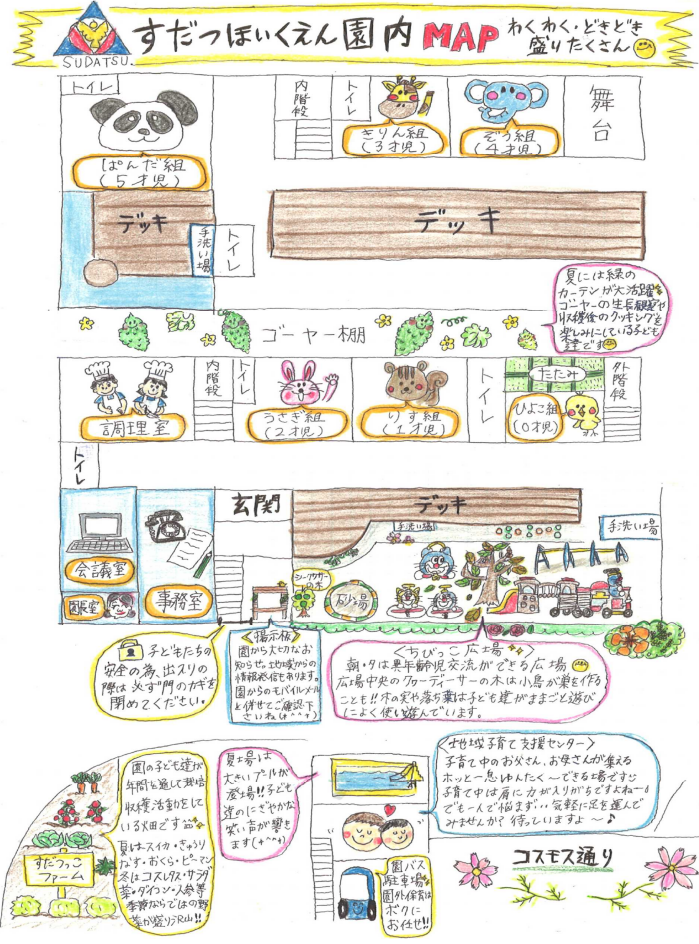 すだつほいくえん園内MAP
わくわく・どきどき
盛りたくさん
SUDATSU.
トイレ
ぱんだ組
(5才児)
内階段
トイレ
きりん組
(3才児)
ぞう組
(4才児)
舞台
デッキ
手洗い場
トイレ
デッキ
夏には緑の
カーテンが大活躍
ゴーヤーの生長観察や
収穫後のクッキングを
楽しみにしている子ども
達です
ゴーヤー棚
調理室
内階段
トイレ
うさぎ組
(2才児)
りす組
(1才児)
トイレ
たたみ
ひよこ組
(0才児)
外階段
トイレ
会議室
園長室
事務室
玄関
デッキ
手洗い場
手洗い場
シークヮーサー
の木
砂場
子どもたちの
安全の為、出入りの
際は必ず門のカギを
閉めてください。
<掲示板>
園から大切なお
知らせや。地域からの
情報発信もあります。
園からのモバイルメール
と併せてご確認下
さいね(*^^*)
<ちびっこ広場>
朝・夕は異年齢児交流ができる広場
広場中央のクローディーサーの木は小鳥が巣を作る
ことも!!木の実や落ち葉は子ども達がままごと遊び
によく使い遊んでいます。
園の子ども達が
年間も通して栽培
収穫活動をして
いる畑です
夏はスイカ・きゅうり
なす・おくら・ピーマン
冬はコスレタス・サラダ
菜・ダイコン・人参等
季節ならではの野
菜が盛り沢山!!
すだつっこ
ファーム
夏場は
大きいプールが
登場!!子ども
達のにぎやかな
笑い声が響き
ます(*^^*)
園バス
駐車場
園外保育は
ボクに
お任せ!!
<地域子育て支援センター>
子育て中のお父さん、お母さんが集える
ホッと一息ゆんたく～できる場です
子育て中は肩に力が入りがちですよね〜
でも一人で悩まず・・気軽に足を運んで
みませんか?待っていますよ～♪
コスモス通り